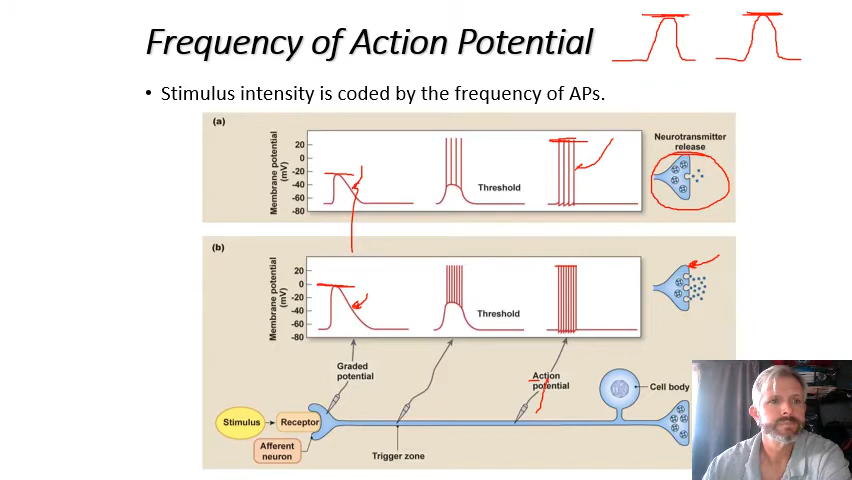 Frequency of Action Potential
• Stimulus intensity is coded by the frequency of APs.
(a)
Membrane potential
(mV)
20
0
-20
-40
-60
-80
Threshold
Neurotransmitter
release
(b)
Membrane potential
(mV)
20
0
-20
-40
-60
-80
Threshold
Graded
potential
Action
potential
Cell body
Stimulus
Receptor
Afferent
neuron
Trigger zone